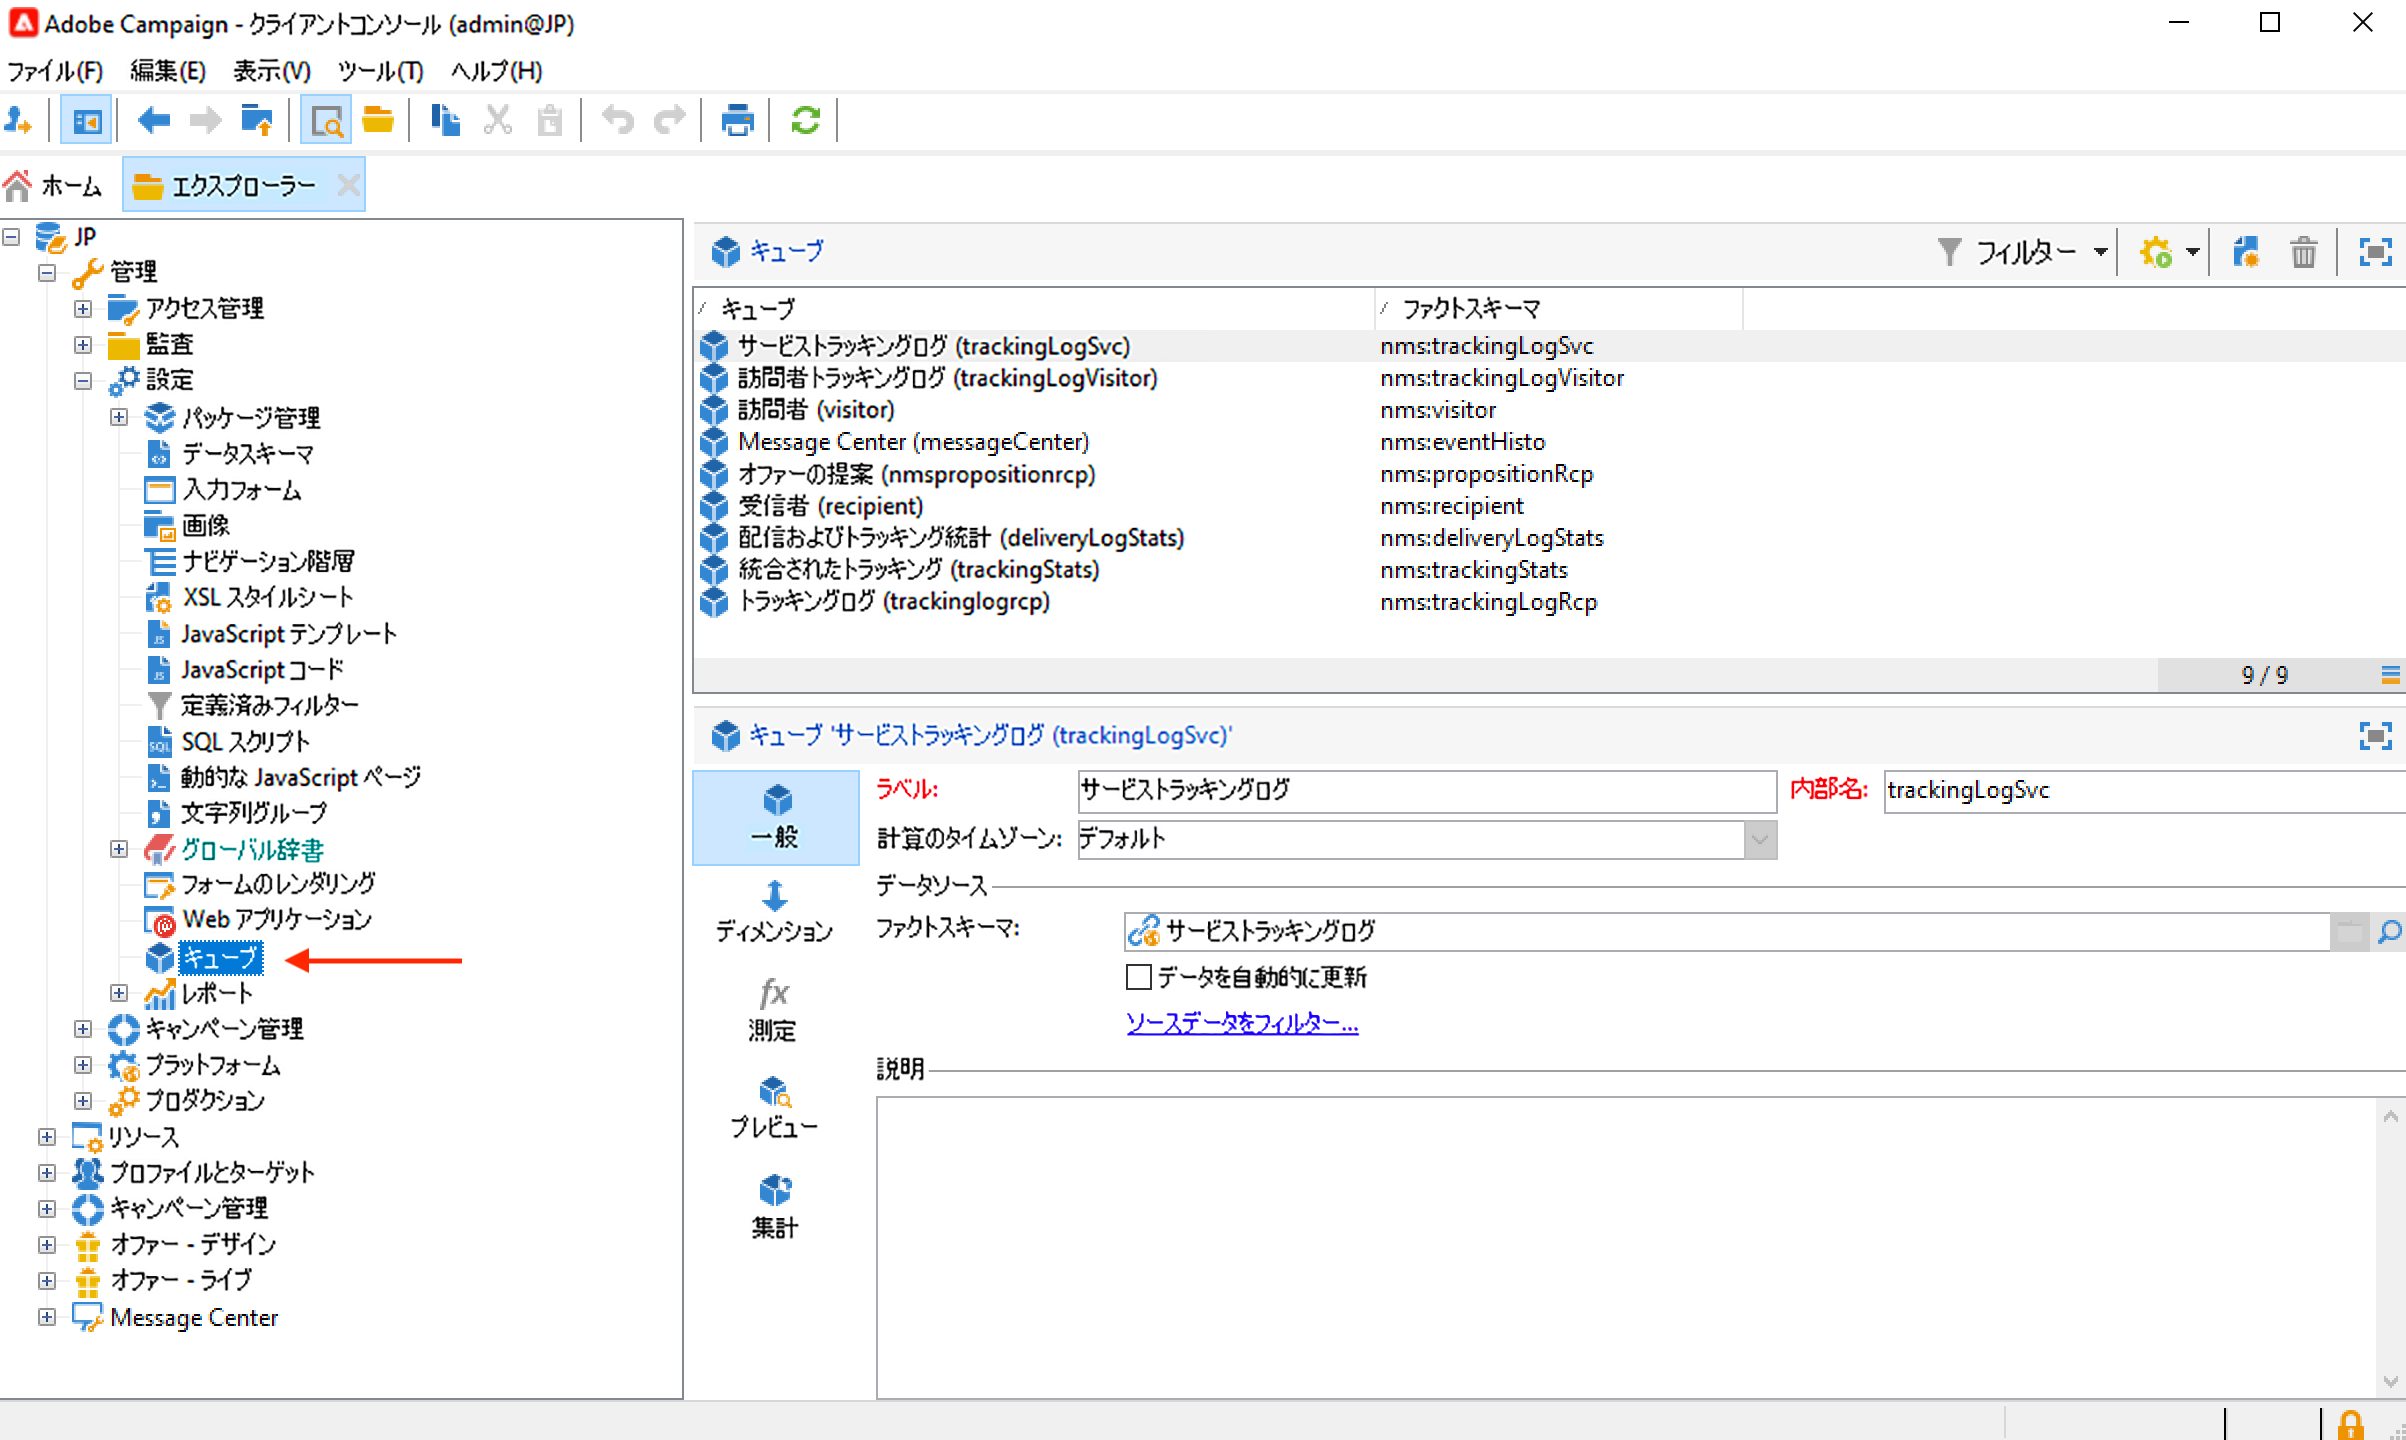 Adobe Campaign - クライアントコンソール (admin@JP)
ファイル(F) 編集(E) 表示(V) ツール(T) ヘルプ(H)
ホーム エクスプローラー
JP
管理
アクセス管理
監査
設定
パッケージ管理
データスキーマ
入力フォーム
画像
ナビゲーション階層
XSL スタイルシート
JavaScript テンプレート
JavaScript コード
定義済みフィルター
SQL スクリプト
動的な JavaScript ページ
文字列グループ
グローバル辞書
フォームのレンダリング
Web アプリケーション
キューブ
レポート
キャンペーン管理
プラットフォーム
プロダクション
リソース
プロファイルとターゲット
キャンペーン管理
オファー - デザイン
オファー - ライブ
Message Center
キューブ フィルター
キューブ ファクトスキーマ
サービストラッキングログ (trackingLogSvc) nms:trackingLogSvc
訪問者トラッキングログ (trackingLogVisitor) nms:trackingLogVisitor
訪問者 (visitor) nms:visitor
Message Center (messageCenter) nms:eventHisto
オファーの提案 (nmspropositionrcp) nms:propositionRcp
受信者 (recipient) nms:recipient
配信およびトラッキング統計 (deliveryLogStats) nms:deliveryLogStats
統合されたトラッキング (trackingStats) nms:trackingStats
トラッキングログ (trackinglogrcp) nms:trackingLogRcp
9 / 9
キューブ 'サービストラッキングログ (trackingLogSvc)'
一般
ディメンション
fx
測定
プレビュー
集計
ラベル: サービストラッキングログ 内部名: trackingLogSvc
計算のタイムゾーン: デフォルト
データソース
ファクトスキーマ: サービストラッキングログ
データを自動的に更新
ソースデータをフィルター...
説明